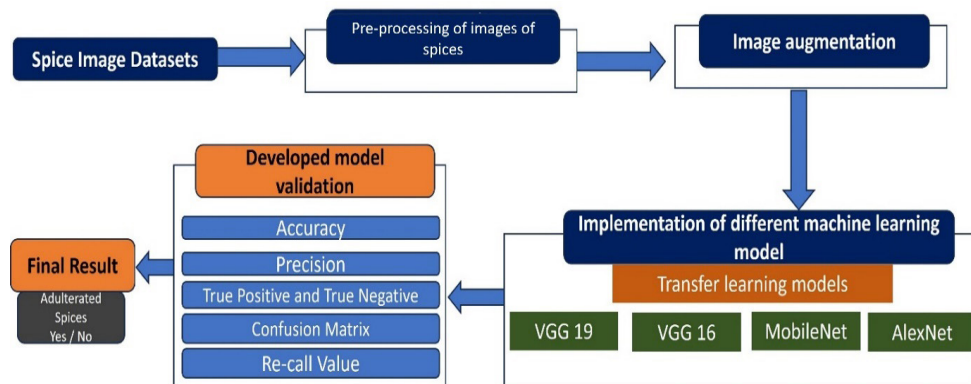 Spice Image Datasets
Pre-processing of images of
spices
Image augmentation
Implementation of different machine learning
model
Transfer learning models
VGG 19
VGG 16
MobileNet
AlexNet
Developed model
validation
Accuracy
Precision
True Positive and True Negative
Confusion Matrix
Re-call Value
Final Result
Adulterated
Spices
Yes / No